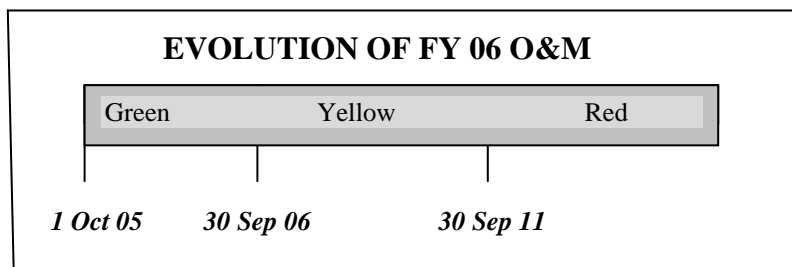 EVOLUTION OF FY 06 O&M
Green Yellow Red
1 Oct 05 30 Sep 06 30 Sep 11